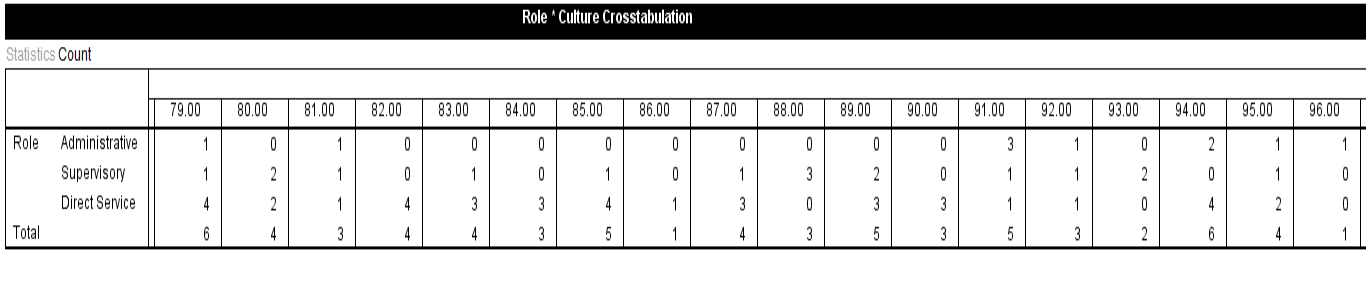 Role * Culture Crosstabulation
Statistics Count
79.00 80.00 81.00 82.00 83.00 84.00 85.00 86.00 87.00 88.00 89.00 90.00 91.00 92.00 93.00 94.00 95.00 96.00
Role Administrative 1 0 1 0 0 0 0 0 0 0 0 0 3 1 0 2 1 1
Supervisory 1 2 1 0 1 0 1 0 1 3 2 0 1 1 2 0 1 0
Direct Service 4 2 1 4 3 3 4 1 3 0 3 3 1 1 0 4 2 0
Total 6 4 3 4 4 3 5 1 4 3 5 3 5 3 2 6 4 1